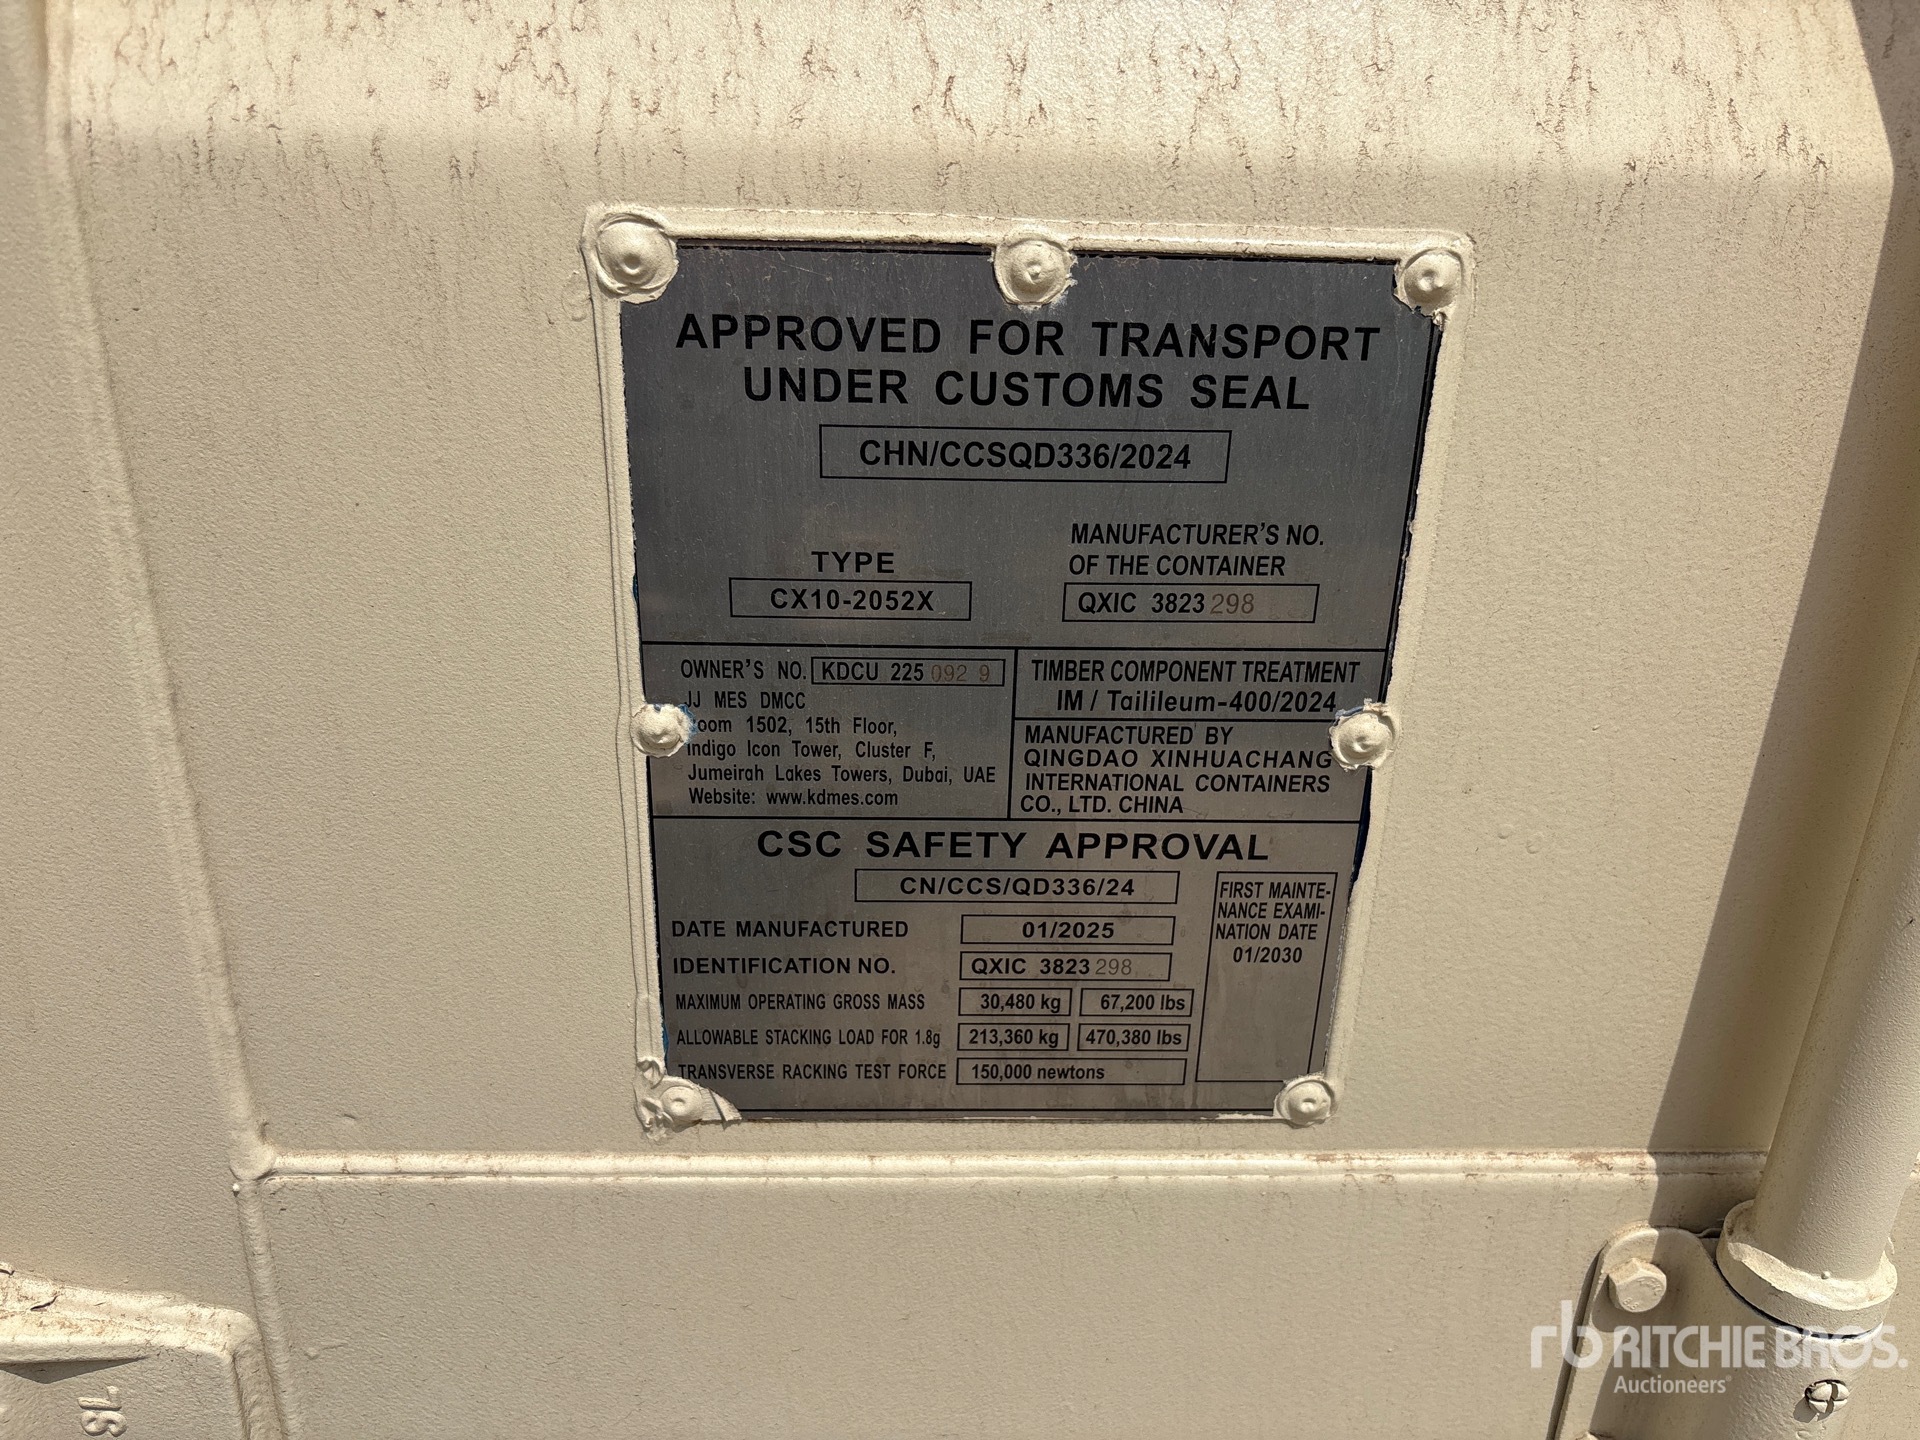 APPROVED FOR TRANSPORT
UNDER CUSTOMS SEAL
CHN/CCSQD336/2024
TYPE
CX10-2052X
MANUFACTURER'S NO.
OF THE CONTAINER
QXIC 3823 298
OWNER'S NO. KDCU 225 092 9
JJ MES DMCC
oom 1502, 15th Floor,
ndigo Icon Tower, Cluster F,
Jumeirah Lakes Towers, Dubai, UAE
Website: www.kdmes.com
TIMBER COMPONENT TREATMENT
IM / Tailileum-400/2024
MANUFACTURED BY
QINGDAO XINHUACHANG
INTERNATIONAL CONTAINERS
CO., LTD. CHINA
CSC SAFETY APPROVAL
CN/CCS/QD336/24
DATE MANUFACTURED 01/2025
IDENTIFICATION NO. QXIC 3823 298
MAXIMUM OPERATING GROSS MASS 30,480 kg 67,200 lbs
ALLOWABLE STACKING LOAD FOR 1.8g 213,360 kg 470,380 lbs
TRANSVERSE RACKING TEST FORCE 150,000 newtons
FIRST MAINTE-
NANCE EXAMI-
NATION DATE
01/2030
rb RITCHIE BROS.
Auctioneers